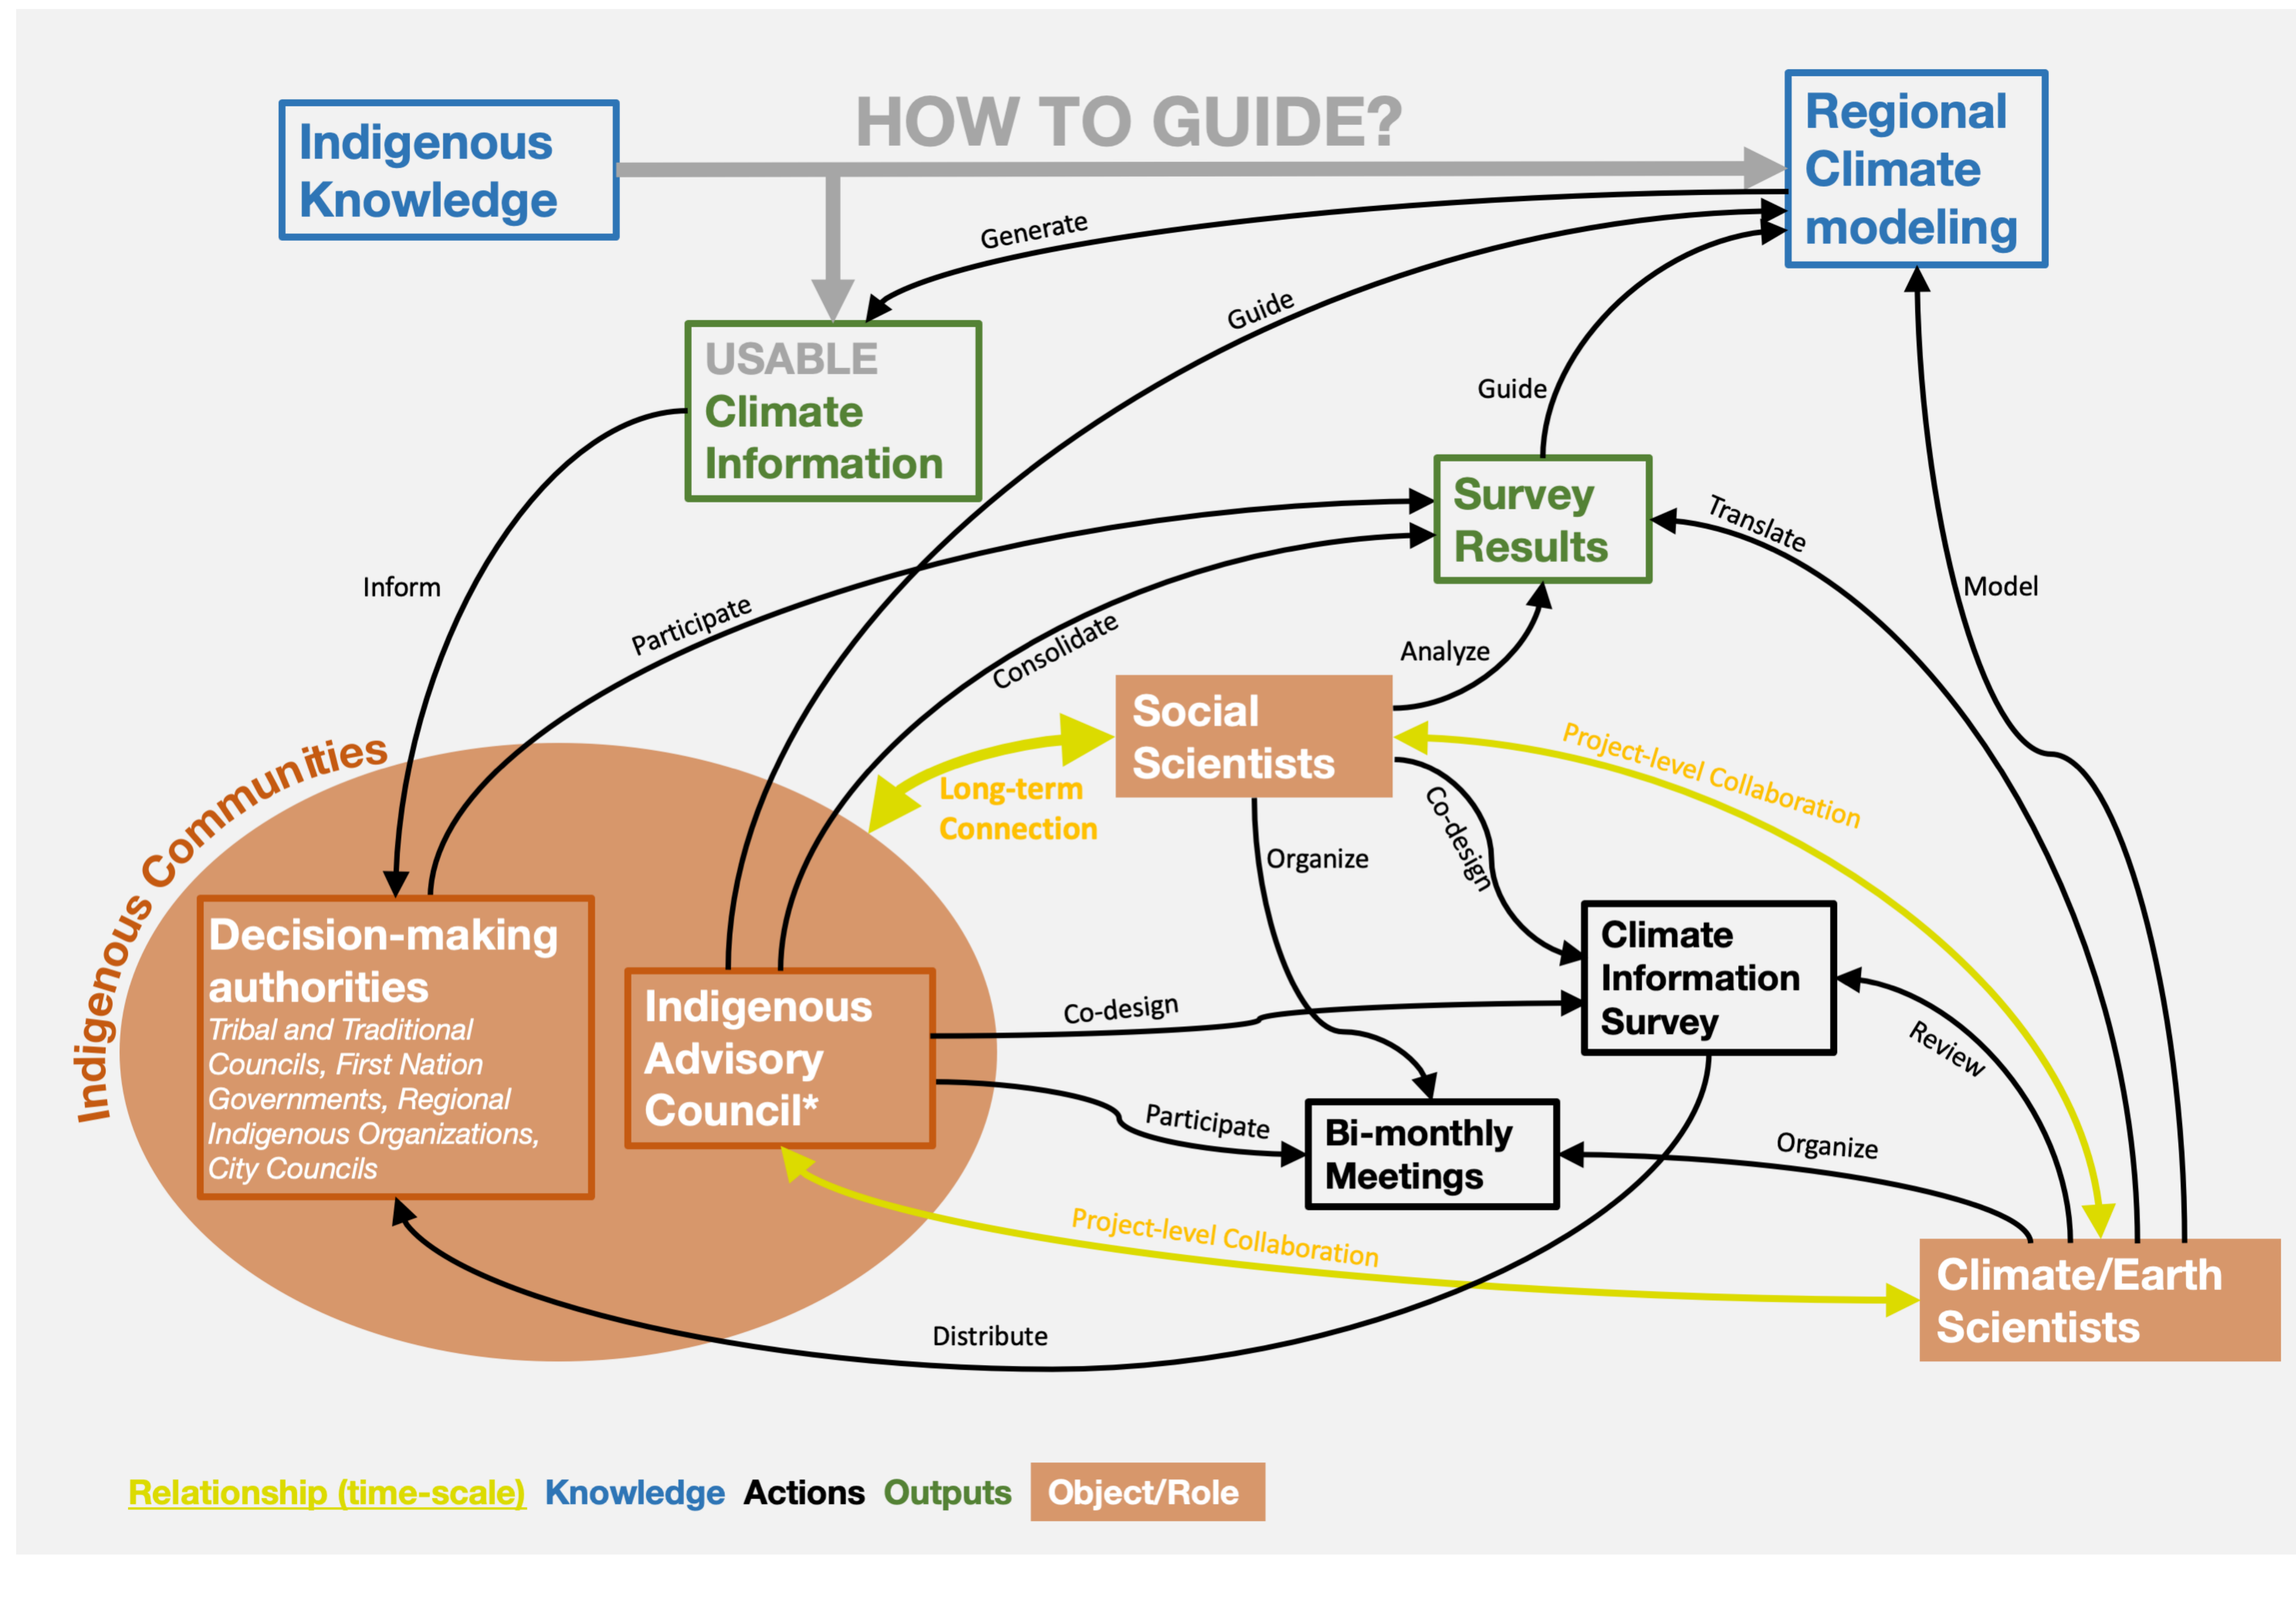 HOW TO GUIDE?
Indigenous
Knowledge
Regional
Climate
modeling
Generate
Guide
USABLE
Climate
Information
Guide
Survey
Results
Translate
Inform
Participate
Consolidate
Analyze
Model
Social
Scientists
Project-level Collaboration
Long-term
Connection
Indigenous Communities
Organize
Co-design
Decision-making
authorities
Tribal and Traditional
Councils, First Nation
Governments, Regional
Indigenous Organizations,
City Councils
Indigenous
Advisory
Council*
Co-design
Climate
Information
Survey
Review
Participate
Bi-monthly
Meetings
Organize
Project-level Collaboration
Climate/Earth
Scientists
Distribute
Relationship (time-scale) Knowledge Actions Outputs Object/Role